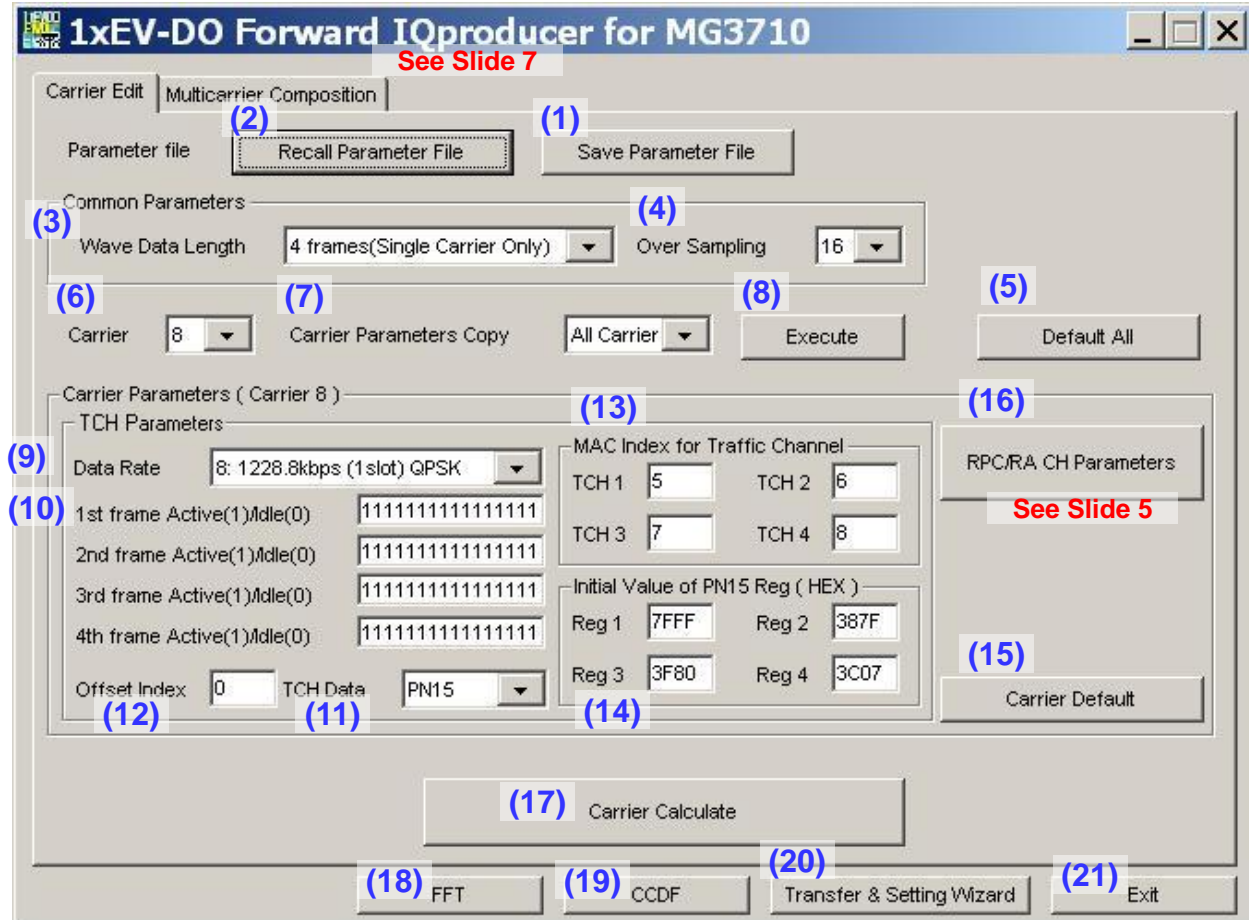 1xEV-DO Forward IQproducer for MG3710
See Slide 7
Carrier Edit Multicarrier Composition
(2) (1)
Parameter file Recall Parameter File Save Parameter File
Common Parameters
(3) (4)
Wave Data Length 4 frames(Single Carrier Only) Over Sampling 16
(6) (7) (8) (5)
Carrier 8 Carrier Parameters Copy All Carrier Execute Default All
Carrier Parameters ( Carrier 8 )
(13) (16)
TCH Parameters
MAC Index for Traffic Channel
(9) Data Rate 8: 1228.8kbps (1slot) QPSK
RPC/RA CH Parameters
TCH 1 5 TCH 2 6
See Slide 5
(10) 1st frame Active(1)/Idle(0) 1111111111111111
TCH 3 7 TCH 4 8
2nd frame Active(1)/Idle(0) 1111111111111111
Initial Value of PN15 Reg ( HEX )
3rd frame Active(1)/Idle(0) 1111111111111111
Reg 1 7FFF Reg 2 387F
4th frame Active(1)/Idle(0) 1111111111111111
(15)
Reg 3 3F80 Reg 4 3C07
Offset Index 0 TCH Data PN15
Carrier Default
(12) (11) (14)
(17) Carrier Calculate
(18) FFT (19) CCDF (20) Transfer & Setting Wizard (21) Exit